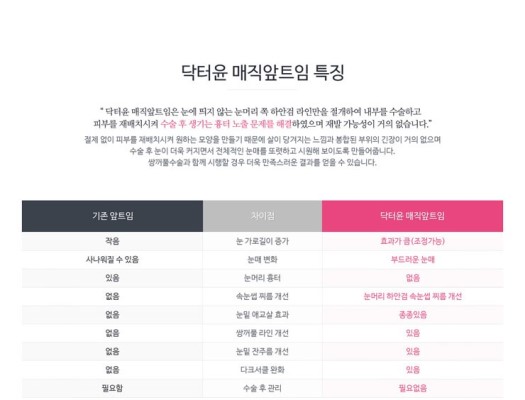 닥터윤 매직앞트임 특징
“ 닥터윤 매직앞트임은 눈에 띄지 않는 눈머리 쪽 하안검 라인만을 절개하여 내부를 수술하고
피부를 재배치시켜 수술 후 생기는 흉터 노출 문제를 해결하였으며 재발 가능성이 거의 없습니다.”
절제 없이 피부를 재배치시켜 원하는 모양을 만들기 때문에 살이 당겨지는 느낌과 봉합된 부위의 긴장이 거의 없으며
수술 후 눈이 더욱 커지면서 전체적인 눈매를 또렷하고 시원해 보이도록 만들어줍니다.
쌍꺼풀수술과 함께 시행할 경우 더욱 만족스러운 결과를 얻을 수 있습니다.
기존 앞트임 차이점 닥터윤 매직앞트임
작음 눈 가로길이 증가 효과가 큼(조정가능)
사나워질 수 있음 눈매 변화 부드러운 눈매
있음 눈머리 흉터 없음
없음 속눈썹 찌름 개선 눈머리 하안검 속눈썹 찌름 개선
없음 눈밑 애교살 효과 종종있음
없음 쌍꺼풀 라인 개선 있음
없음 눈밑 잔주름 개선 있음
없음 다크서클 완화 있음
필요함 수술 후 관리 필요없음